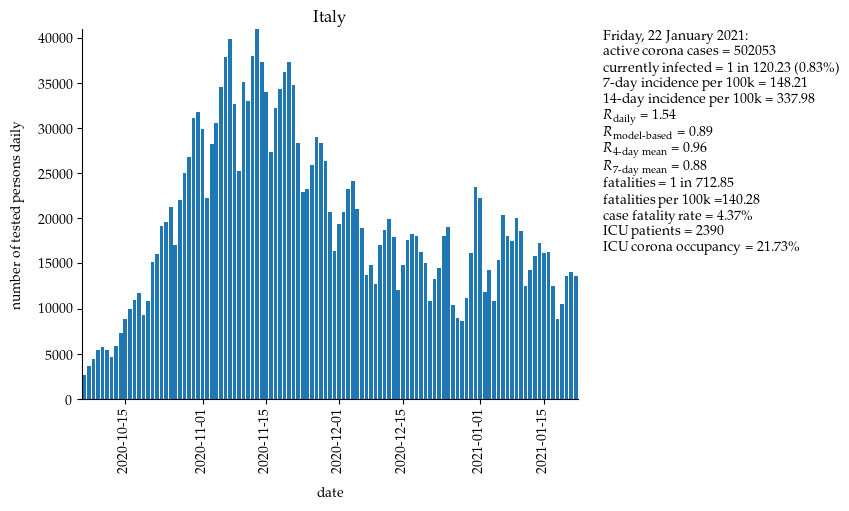 Italy
40000
35000
30000
25000
20000
15000
10000
5000
0
number of tested persons daily
2020-10-15
2020-11-01
2020-11-15
2020-12-01
2020-12-15
2021-01-01
2021-01-15
date
Friday, 22 January 2021:
active corona cases = 502053
currently infected = 1 in 120.23 (0.83%)
7-day incidence per 100k = 148.21
14-day incidence per 100k = 337.98
R daily = 1.54
R model-based = 0.89
R 4-day mean = 0.96
R 7-day mean = 0.88
fatalities = 1 in 712.85
fatalities per 100k =140.28
case fatality rate = 4.37%
ICU patients = 2390
ICU corona occupancy = 21.73%